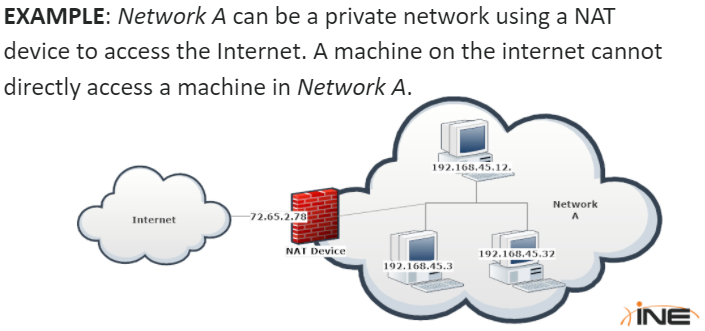 EXAMPLE: Network A can be a private network using a NAT
device to access the Internet. A machine on the internet cannot
directly access a machine in Network A.
192.168.45.12.
Internet
72.65.2.78
Network
A
NAT Device
192.168.45.3
192.168.45.32
INE